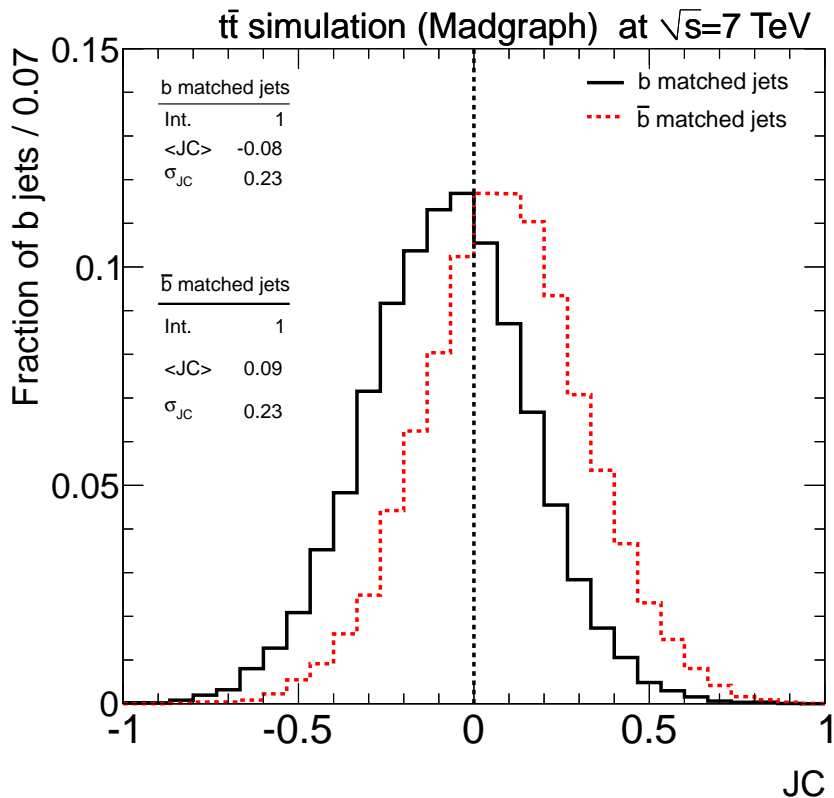 tt̄ simulation (Madgraph) at √s=7 TeV
Fraction of b jets / 0.07
0.15
0.1
0.05
0
b matched jets
Int. 1
<JC> -0.08
σJC 0.23
b̄ matched jets
Int. 1
<JC> 0.09
σJC 0.23
b matched jets
b̄ matched jets
-1 -0.5 0 0.5 1
JC